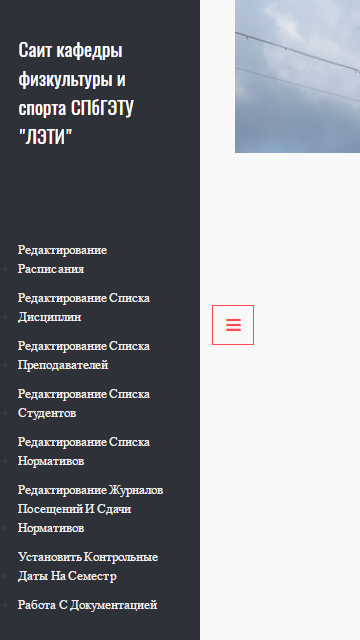 Саит кафедры
физкультуры и
спорта СПбГЭТУ
"ЛЭТИ"
Редактирование
Расписания
Редактирование Списка
Дисциплин
Редактирование Списка
Преподавателей
Редактирование Списка
Студентов
Редактирование Списка
Нормативов
Редактирование Журналов
Посещений И Сдачи
Нормативов
Установить Контрольные
Даты На Семестр
Работа С Документацией